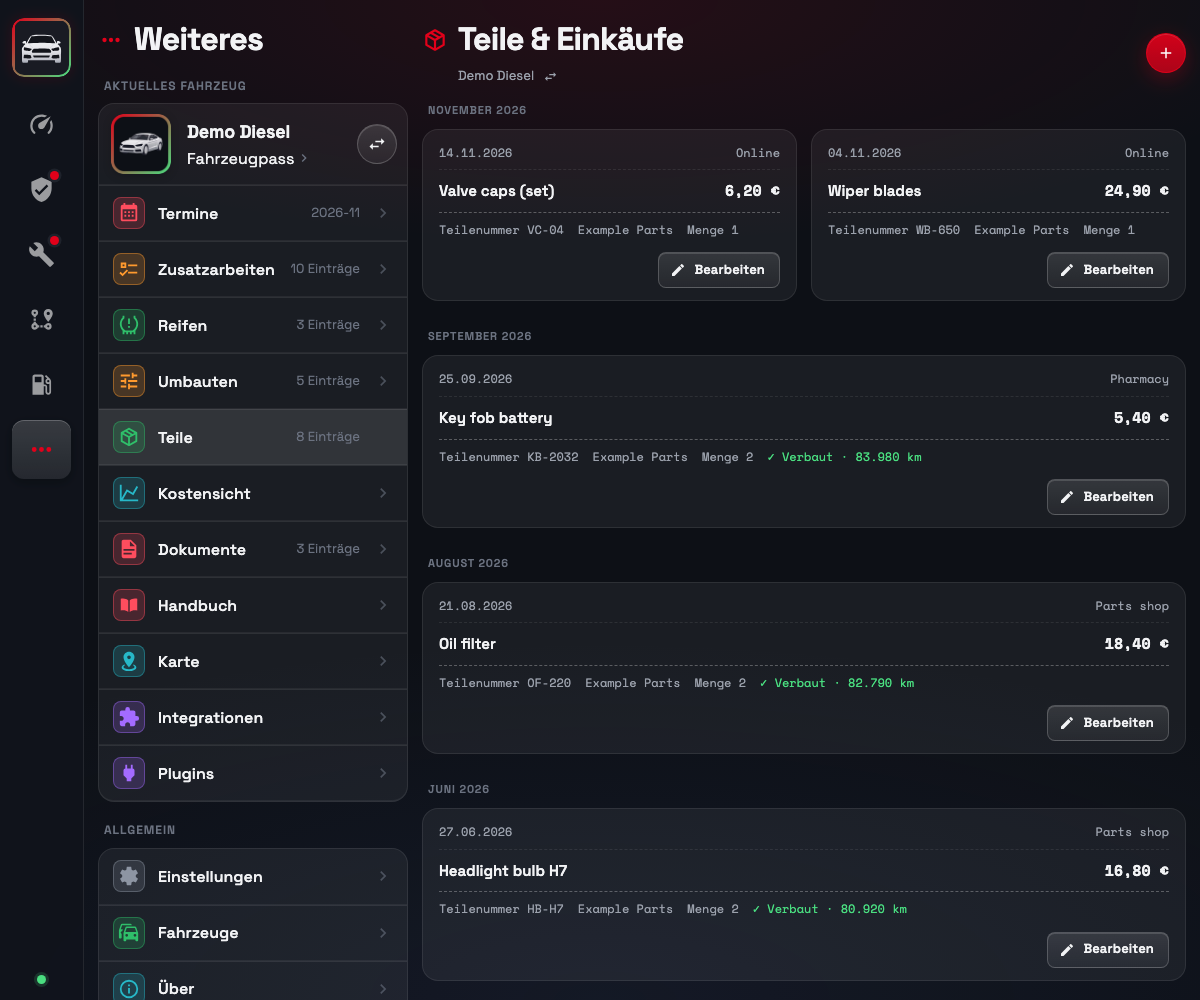 Weiteres
AKTUELLES FAHRZEUG
Demo Diesel
Fahrzeugpass
Termine 2026-11
Zusatzarbeiten 10 Einträge
Reifen 3 Einträge
Umbauten 5 Einträge
Teile 8 Einträge
Kostensicht
Dokumente 3 Einträge
Handbuch
Karte
Integrationen
Plugins
ALLGEMEIN
Einstellungen
Fahrzeuge
Über
Teile & Einkäufe
Demo Diesel
+
NOVEMBER 2026
14.11.2026 Online
Valve caps (set) 6,20 €
Teilenummer VC-04 Example Parts Menge 1
Bearbeiten
04.11.2026 Online
Wiper blades 24,90 €
Teilenummer WB-650 Example Parts Menge 1
Bearbeiten
SEPTEMBER 2026
25.09.2026 Pharmacy
Key fob battery 5,40 €
Teilenummer KB-2032 Example Parts Menge 2 ✓ Verbaut · 83.980 km
Bearbeiten
AUGUST 2026
21.08.2026 Parts shop
Oil filter 18,40 €
Teilenummer OF-220 Example Parts Menge 2 ✓ Verbaut · 82.790 km
Bearbeiten
JUNI 2026
27.06.2026 Parts shop
Headlight bulb H7 16,80 €
Teilenummer HB-H7 Example Parts Menge 2 ✓ Verbaut · 80.920 km
Bearbeiten